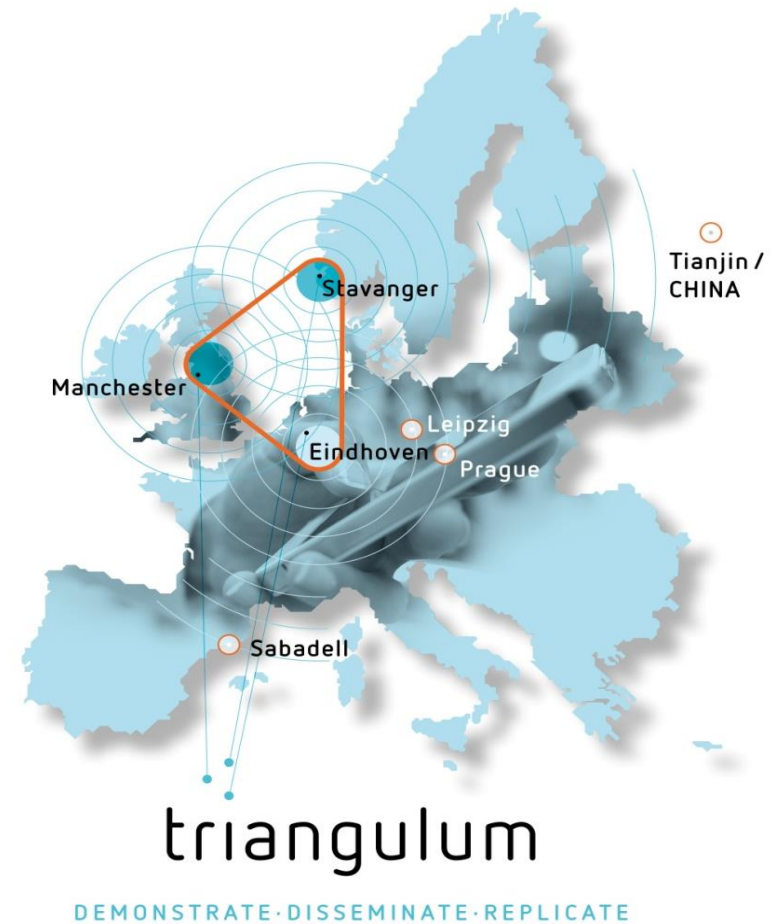 Stavanger
Tianjin /
CHINA
Manchester
Leipzig
Eindhoven
Prague
Sabadell
triangulum
DEMONSTRATE·DISSEMINATE·REPLICATE